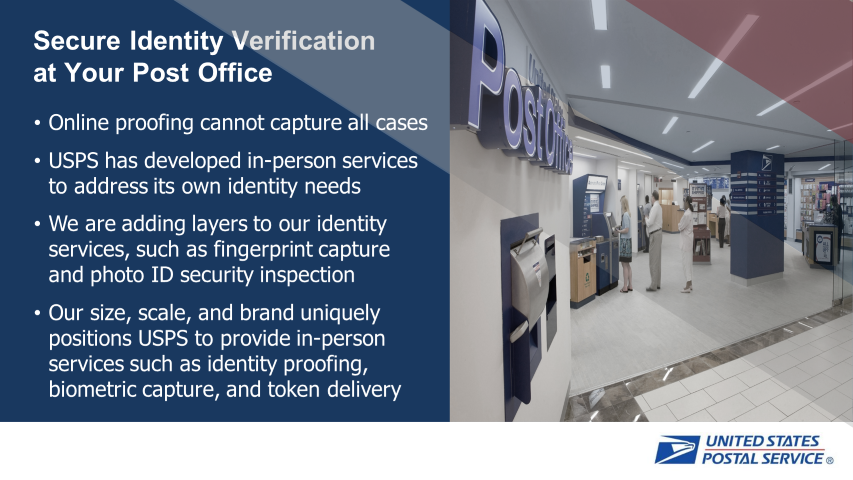 Secure Identity Verification
at Your Post Office
• Online proofing cannot capture all cases
• USPS has developed in-person services
to address its own identity needs
• We are adding layers to our identity
services, such as fingerprint capture
and photo ID security inspection
• Our size, scale, and brand uniquely
positions USPS to provide in-person
services such as identity proofing,
biometric capture, and token delivery
Post Office
UNITED STATES
POSTAL SERVICE ®